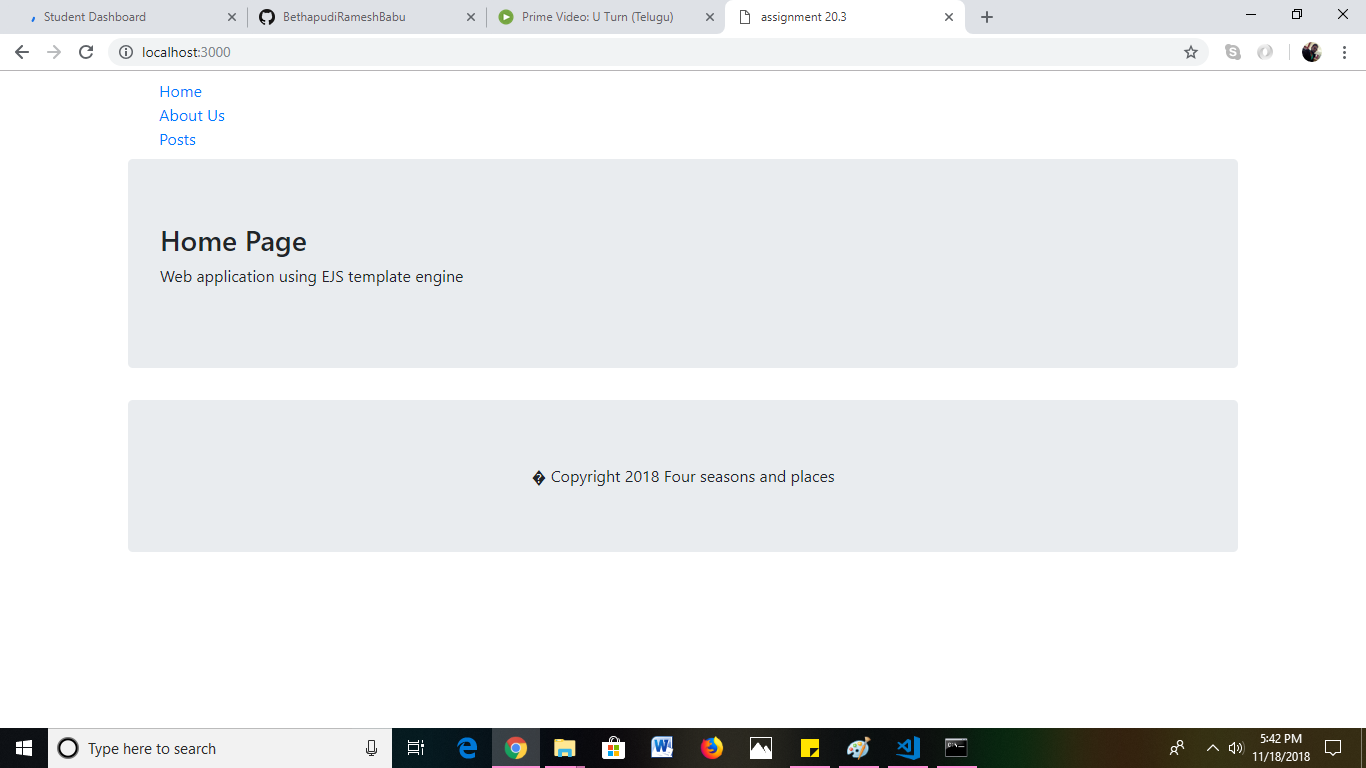 Student Dashboard
BethapudiRameshBabu
Prime Video: U Turn (Telugu)
assignment 20.3
localhost:3000
Home
About Us
Posts
Home Page
Web application using EJS template engine
� Copyright 2018 Four seasons and places
Type here to search
5:42 PM
11/18/2018